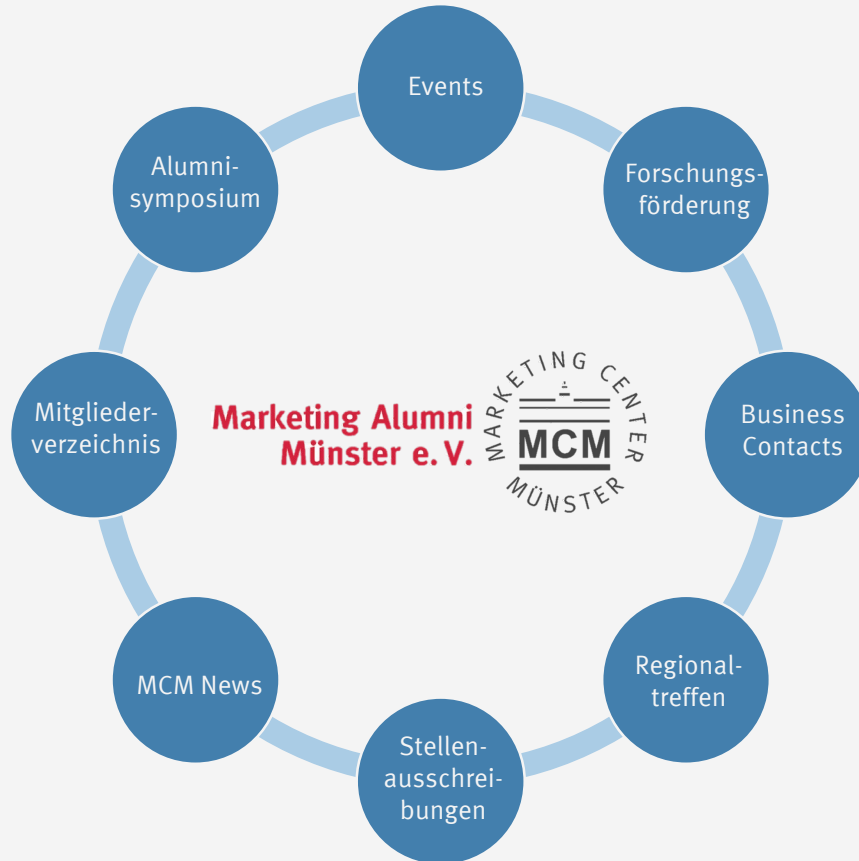 Events
Forschungs-
förderung
Business
Contacts
Regional-
treffen
Stellen-
ausschrei-
bungen
MCM News
Mitglieder-
verzeichnis
Alumni-
symposium
Marketing Alumni
Münster e. V.
MARKETING CENTER
MCM
MÜNSTER